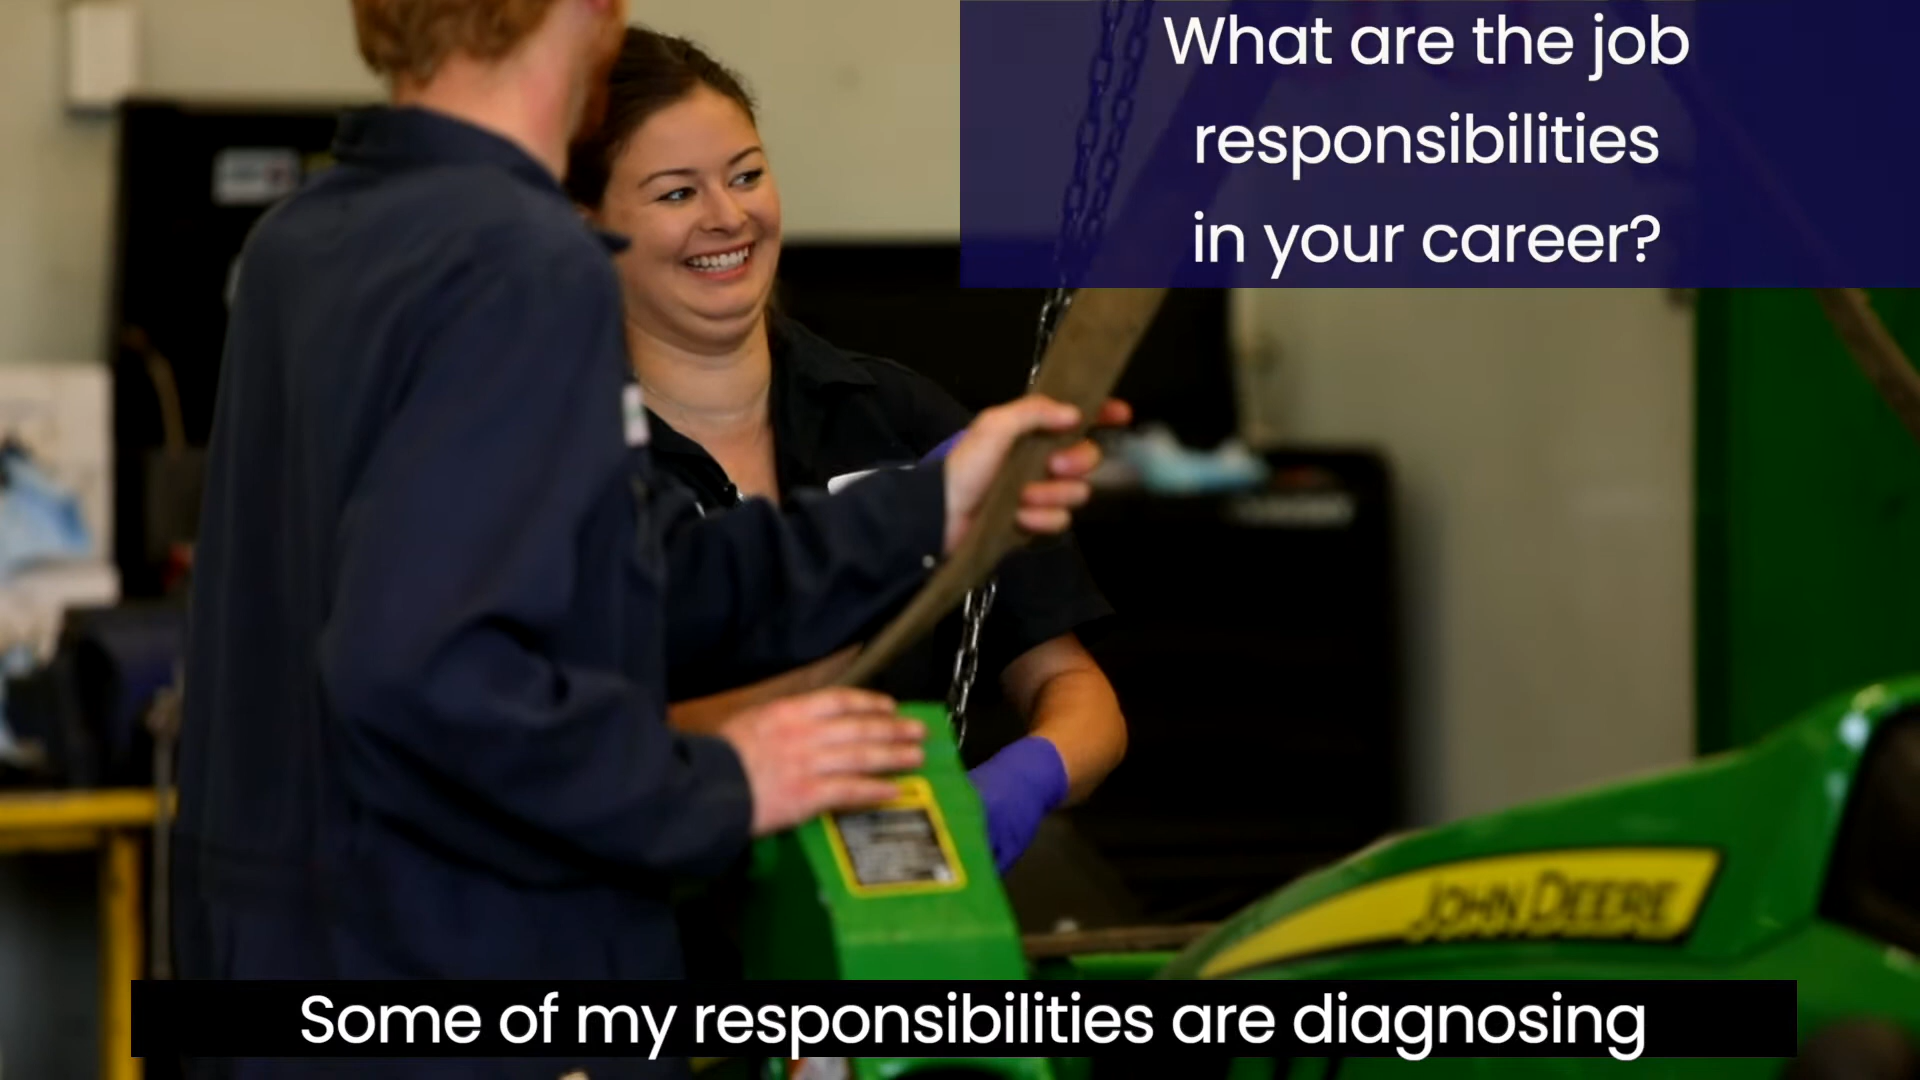 What are the job
responsibilities
in your career?
JOHN DEERE
Some of my responsibilities are diagnosing